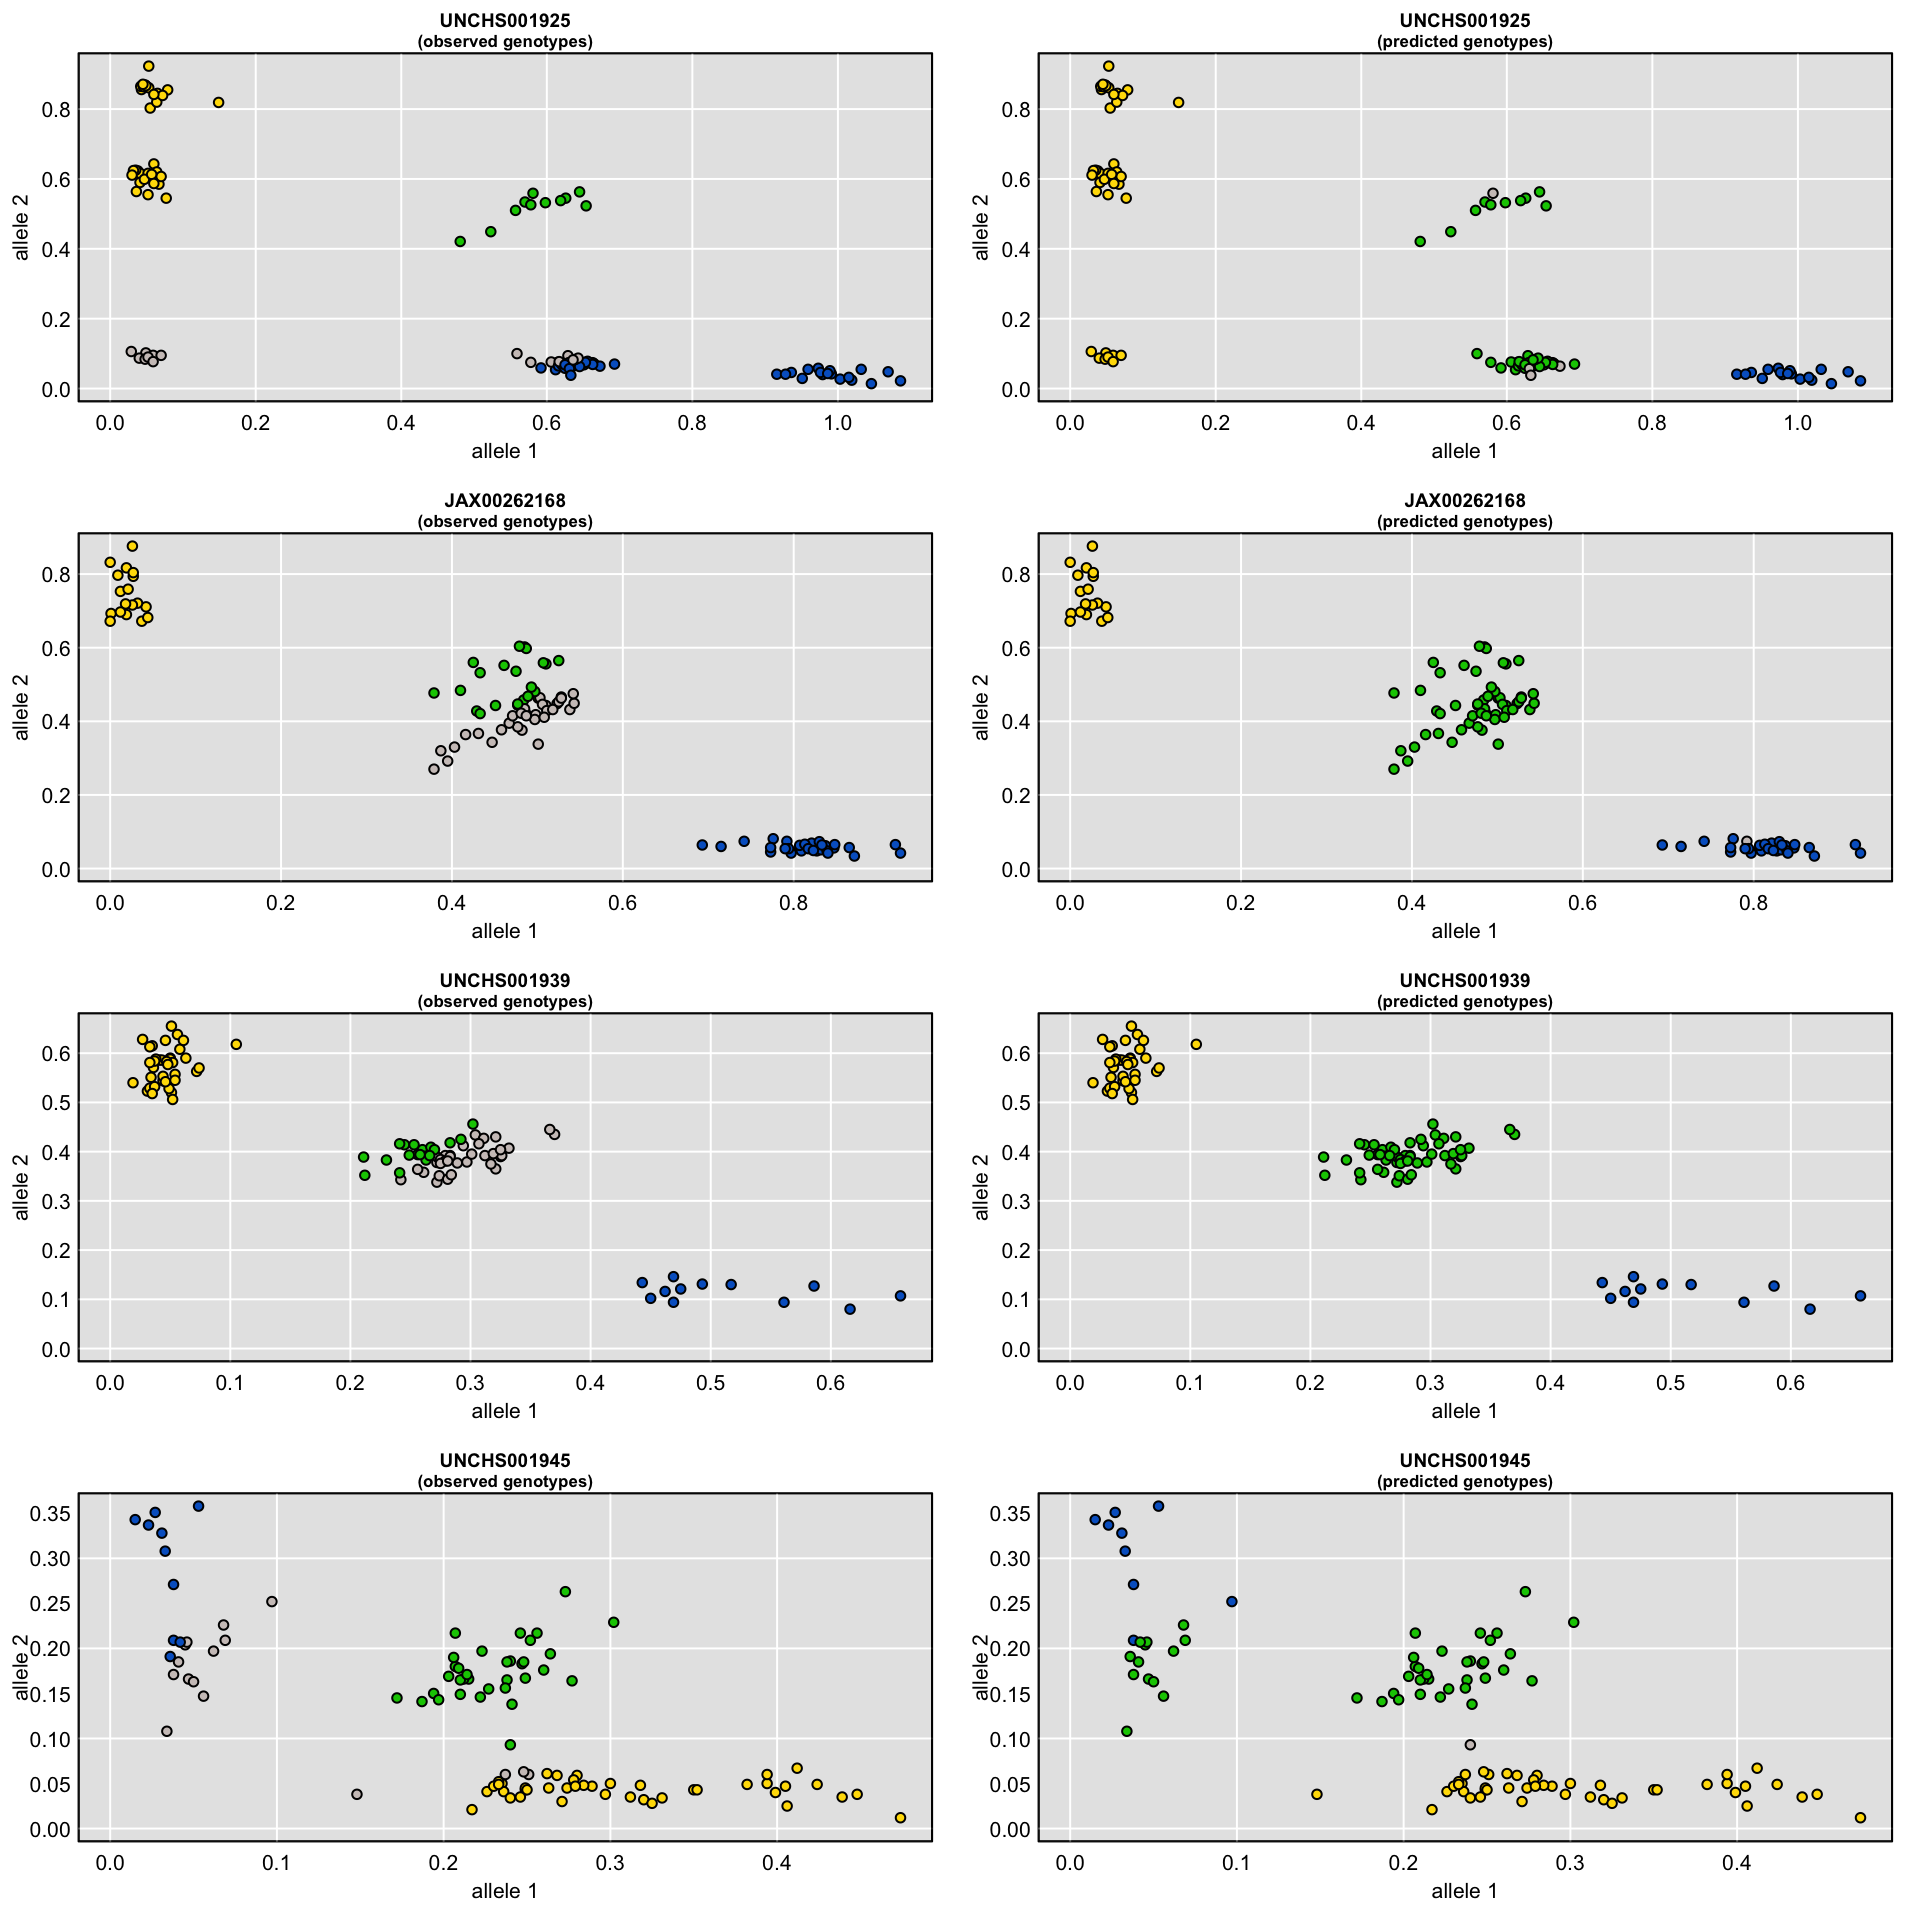 UNCHS001925
(observed genotypes)
0.8
0.6
0.4
0.2
0.0
allele 2
0.0 0.2 0.4 0.6 0.8 1.0
allele 1
UNCHS001925
(predicted genotypes)
0.8
0.6
0.4
0.2
0.0
allele 2
0.0 0.2 0.4 0.6 0.8 1.0
allele 1
JAX00262168
(observed genotypes)
0.8
0.6
0.4
0.2
0.0
allele 2
0.0 0.2 0.4 0.6 0.8
allele 1
JAX00262168
(predicted genotypes)
0.8
0.6
0.4
0.2
0.0
allele 2
0.0 0.2 0.4 0.6 0.8
allele 1
UNCHS001939
(observed genotypes)
0.6
0.5
0.4
0.3
0.2
0.1
0.0
allele 2
0.0 0.1 0.2 0.3 0.4 0.5 0.6
allele 1
UNCHS001939
(predicted genotypes)
0.6
0.5
0.4
0.3
0.2
0.1
0.0
allele 2
0.0 0.1 0.2 0.3 0.4 0.5 0.6
allele 1
UNCHS001945
(observed genotypes)
0.35
0.30
0.25
0.20
0.15
0.10
0.05
0.00
allele 2
0.0 0.1 0.2 0.3 0.4
allele 1
UNCHS001945
(predicted genotypes)
0.35
0.30
0.25
0.20
0.15
0.10
0.05
0.00
allele 2
0.0 0.1 0.2 0.3 0.4
allele 1